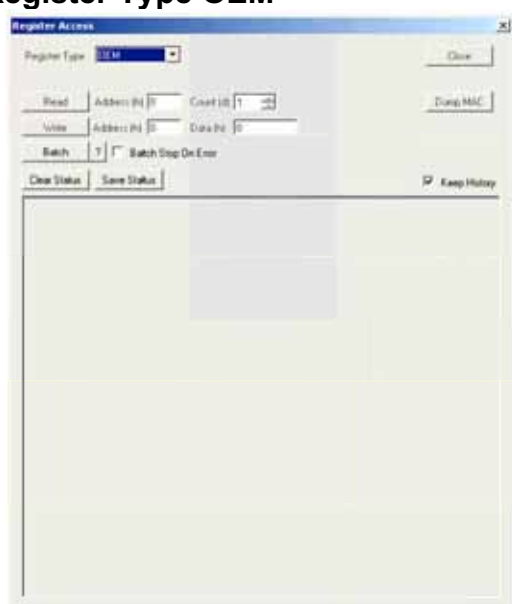 Register Type OEM
Register Access
Register Type OEM Close
Read Address (h) 0 Count (d) 1 Dump MAC
Write Address (h) 0 Data (h) 0
Batch ? Batch Stop On Error
Clear Status Save Status Keep History